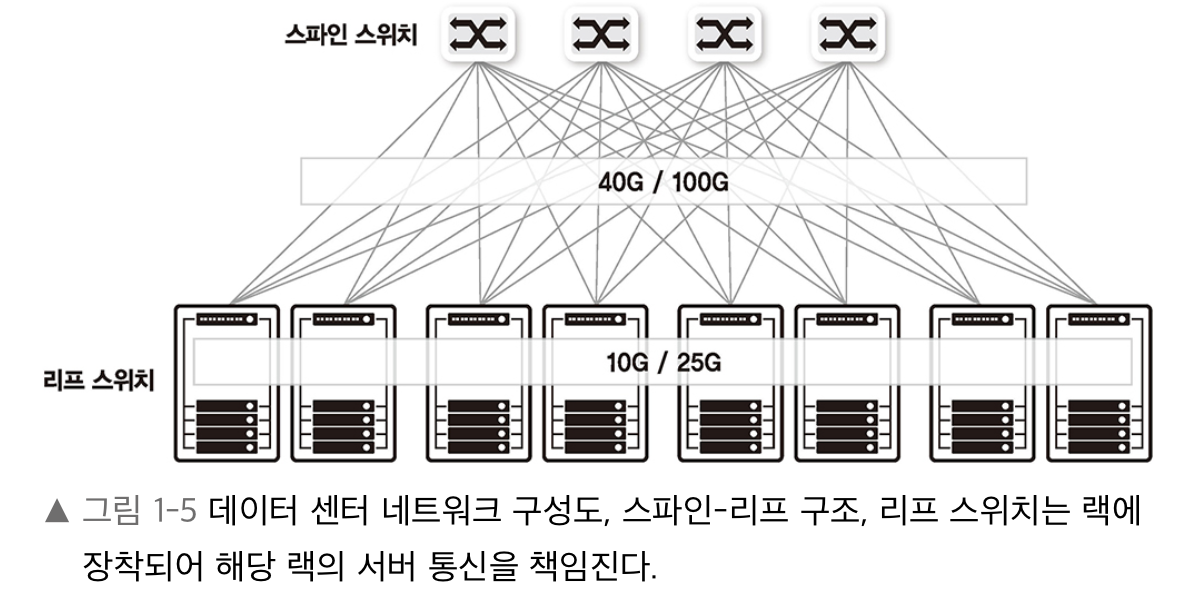 스파인 스위치
40G / 100G
10G / 25G
리프 스위치
▲ 그림 1-5 데이터 센터 네트워크 구성도, 스파인-리프 구조, 리프 스위치는 랙에
장착되어 해당 랙의 서버 통신을 책임진다.